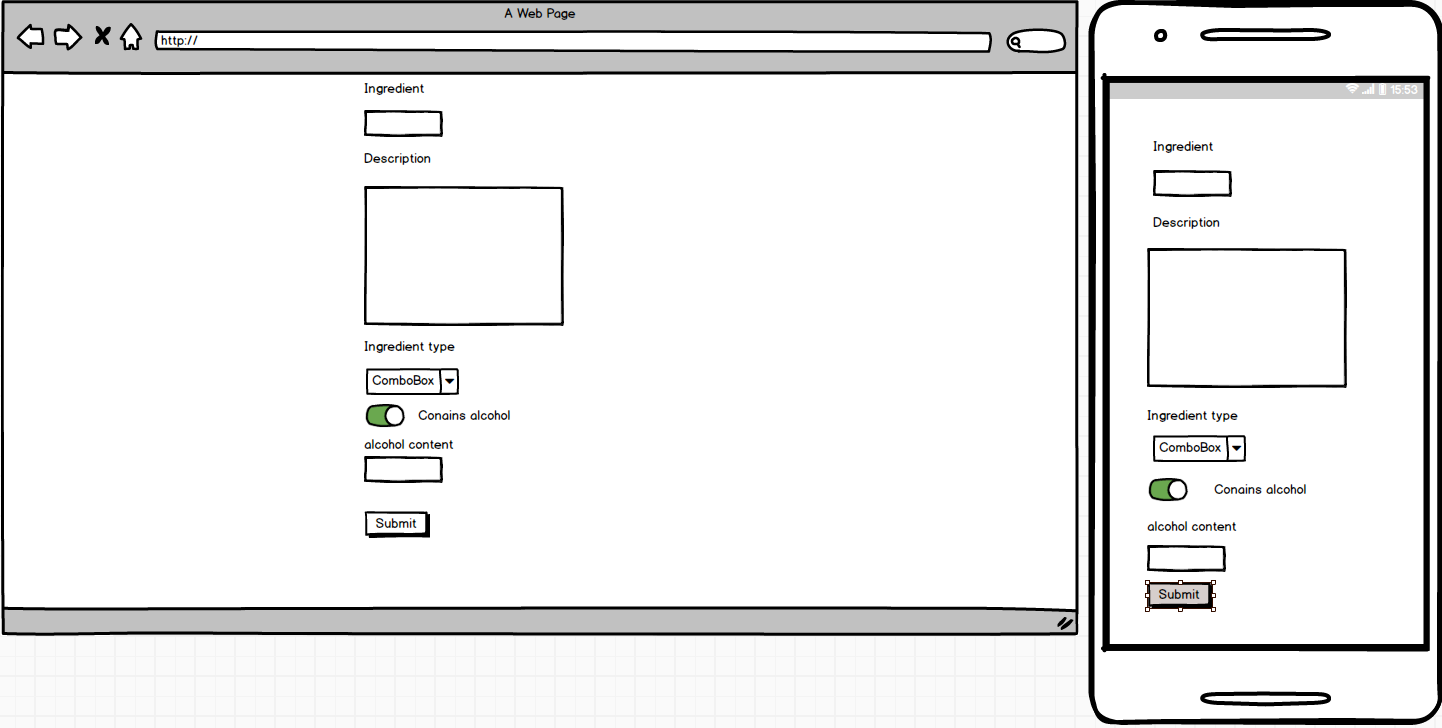 A Web Page
http://
Ingredient
Description
Ingredient type
ComboBox
Conains alcohol
alcohol content
Submit
15:53
Ingredient
Description
Ingredient type
ComboBox
Conains alcohol
alcohol content
Submit